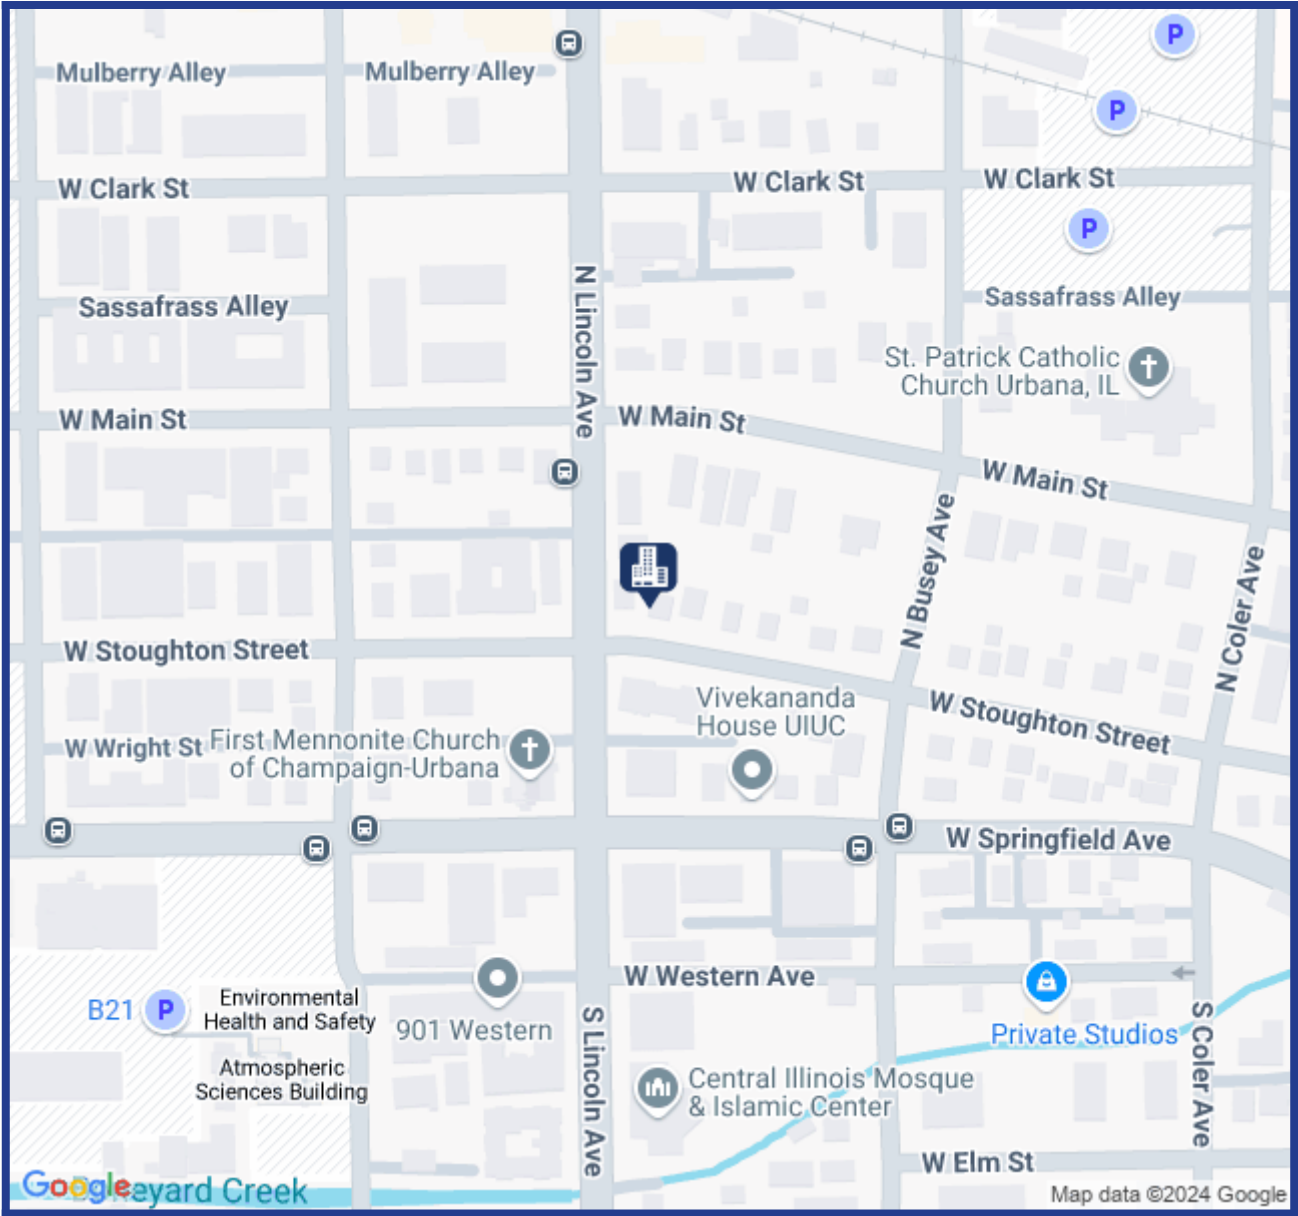 P
Mulberry Alley
Mulberry Alley
P
W Clark St
W Clark St
W Clark St
P
N Lincoln Ave
Sassafrass Alley
Sassafrass Alley
St. Patrick Catholic
Church Urbana, IL
W Main St
W Main St
W Main St
N Busey Ave
N Coler Ave
W Stoughton Street
W Stoughton Street
Vivekananda
House UIUC
W Wright St
First Mennonite Church
of Champaign-Urbana
W Springfield Ave
W Western Ave
B21
P
Environmental
Health and Safety
901 Western
S Lincoln Ave
Private Studios
S Coler Ave
Atmospheric
Sciences Building
Central Illinois Mosque
& Islamic Center
W Elm St
Google
eyard Creek
Map data ©2024 Google